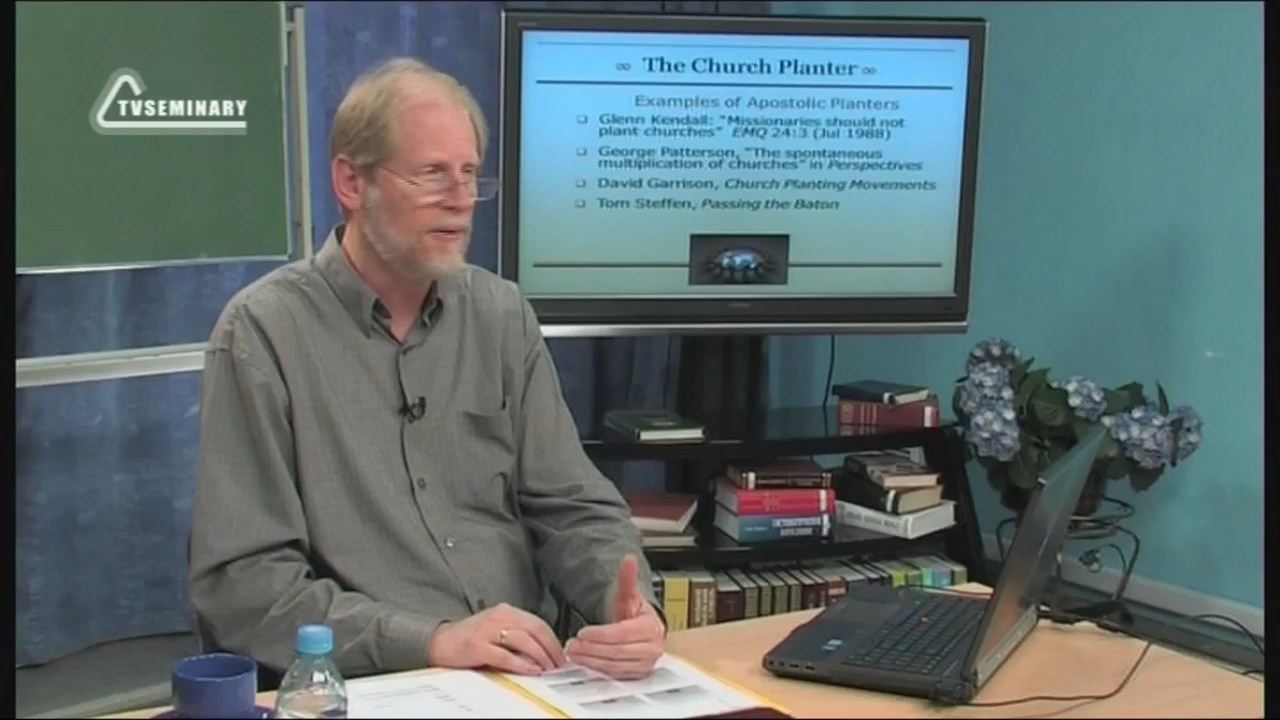 TVSEMINARY
The Church Planter
Examples of Apostolic Planters
Glenn Kendall: "Missionaries should not
plant churches" EMQ 24:3 (Jul 1988)
George Patterson, "The spontaneous
multiplication of churches" in Perspectives
David Garrison, Church Planting Movements
Tom Steffen, Passing the Baton